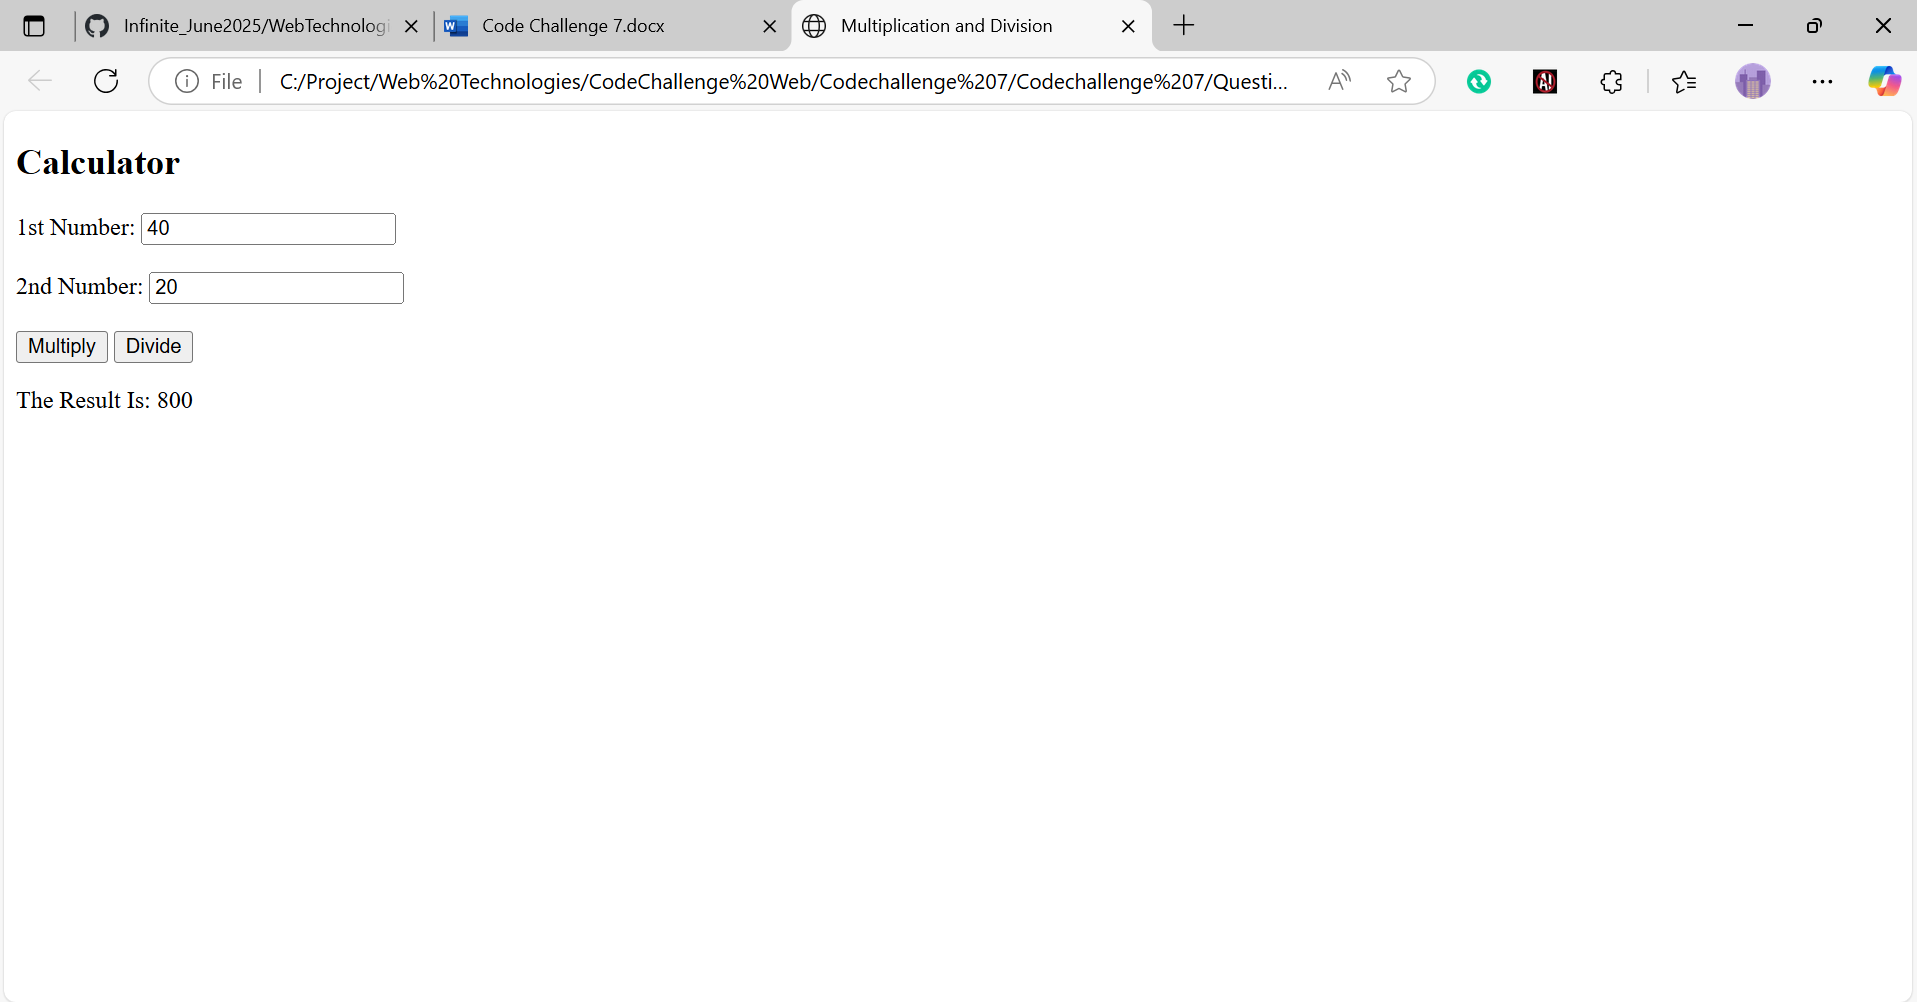 Infinite_June2025/WebTechnologi
Code Challenge 7.docx
Multiplication and Division
File
C:/Project/Web%20Technologies/CodeChallenge%20Web/Codechallenge%207/Codechallenge%207/Questi...
Calculator
1st Number: 40
2nd Number: 20
Multiply Divide
The Result Is: 800